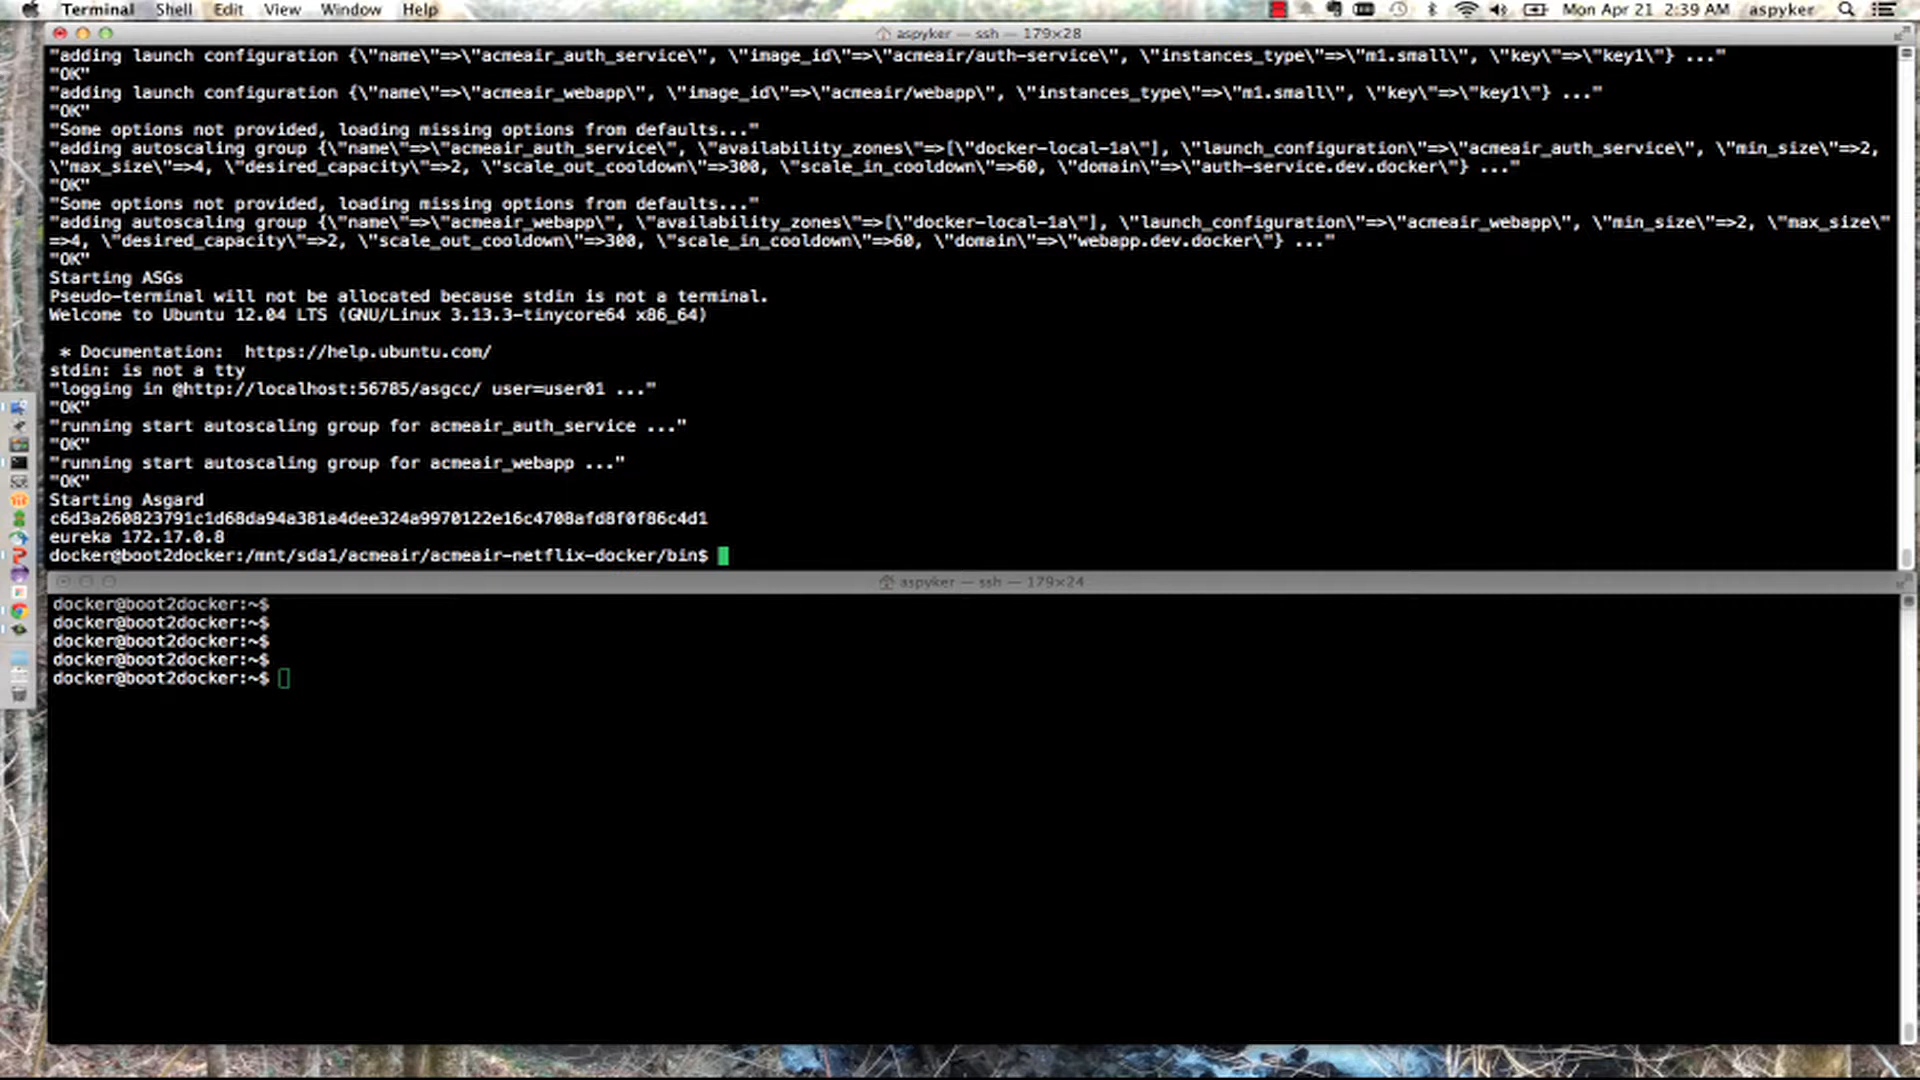 Terminal Shell Edit View Window Help Mon Apr 21 2:39 AM aspyker
aspyker — ssh — 179×28
"adding launch configuration {\"name\"=>\"acmeair_auth_service\", \"image_id\"=>\"acmeair/auth-service\", \"instances_type\"=>\"m1.small\", \"key\"=>\"key1\"} ..."
"OK"
"adding launch configuration {\"name\"=>\"acmeair_webapp\", \"image_id\"=>\"acmeair/webapp\", \"instances_type\"=>\"m1.small\", \"key\"=>\"key1\"} ..."
"OK"
"Some options not provided, loading missing options from defaults..."
"adding autoscaling group {\"name\"=>\"acmeair_auth_service\", \"availability_zones\"=>[\"docker-local-1a\"], \"launch_configuration\"=>\"acmeair_auth_service\", \"min_size\"=>2,
\"max_size\"=>4, \"desired_capacity\"=>2, \"scale_out_cooldown\"=>300, \"scale_in_cooldown\"=>60, \"domain\"=>\"auth-service.dev.docker\"} ..."
"OK"
"Some options not provided, loading missing options from defaults..."
"adding autoscaling group {\"name\"=>\"acmeair_webapp\", \"availability_zones\"=>[\"docker-local-1a\"], \"launch_configuration\"=>\"acmeair_webapp\", \"min_size\"=>2, \"max_size\"
=>4, \"desired_capacity\"=>2, \"scale_out_cooldown\"=>300, \"scale_in_cooldown\"=>60, \"domain\"=>\"webapp.dev.docker\"} ..."
"OK"
Starting ASGs
Pseudo-terminal will not be allocated because stdin is not a terminal.
Welcome to Ubuntu 12.04 LTS (GNU/Linux 3.13.3-tinycore64 x86_64)
* Documentation: https://help.ubuntu.com/
stdin: is not a tty
"logging in @http://localhost:56785/asgcc/ user=user01 ..."
"OK"
"running start autoscaling group for acmeair_auth_service ..."
"OK"
"running start autoscaling group for acmeair_webapp ..."
"OK"
Starting Asgard
c6d3a260823791c1d68da94a381a4dee324a9970122e16c4708afd8f0f86c4d1
eureka 172.17.0.8
docker@boot2docker:/mnt/sda1/acmeair/acmeair-netflix-docker/bin$
aspyker — ssh — 179×24
docker@boot2docker:~$
docker@boot2docker:~$
docker@boot2docker:~$
docker@boot2docker:~$
docker@boot2docker:~$